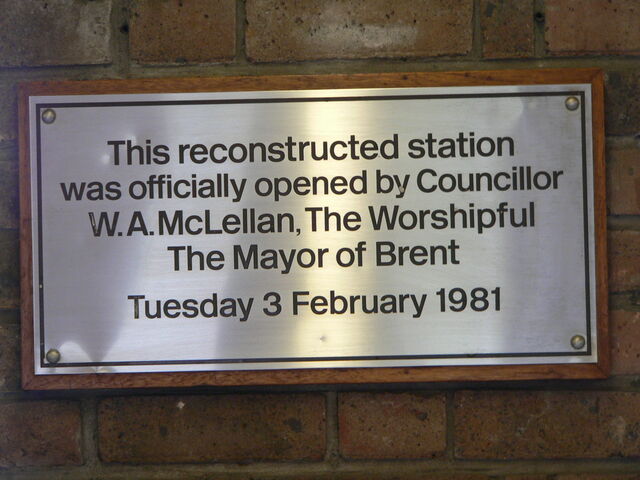 This reconstructed station
was officially opened by Councillor
W.A.McLellan, The Worshipful
The Mayor of Brent
Tuesday 3 February 1981